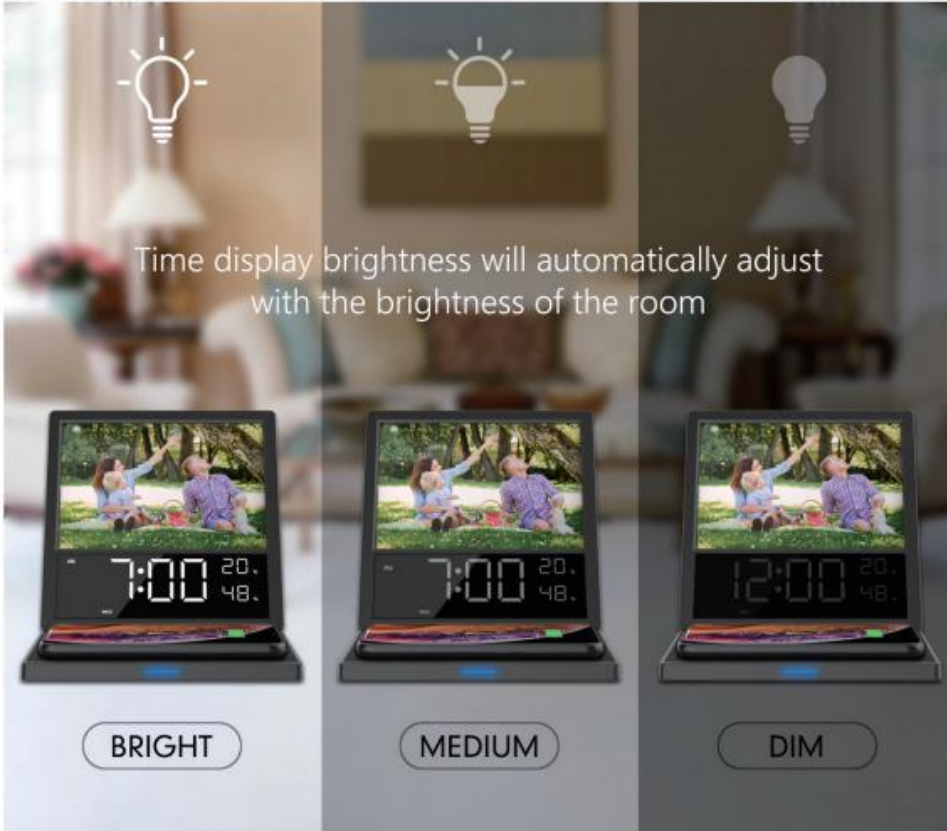 Time display brightness will automatically adjust
with the brightness of the room
7:00 20
48
7:00 20
48
12:00 20
48
BRIGHT
MEDIUM
DIM